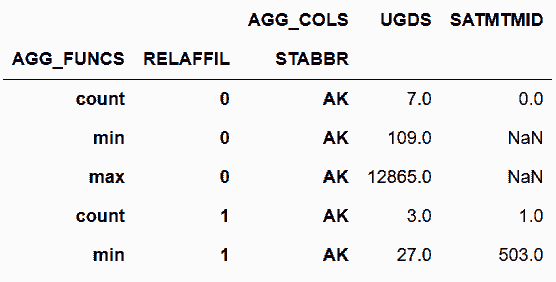 AGG_COLS UGDS SATMTMID
AGG_FUNCS RELAFFIL STABBR
count 0 AK 7.0 0.0
min 0 AK 109.0 NaN
max 0 AK 12865.0 NaN
count 1 AK 3.0 1.0
min 1 AK 27.0 503.0